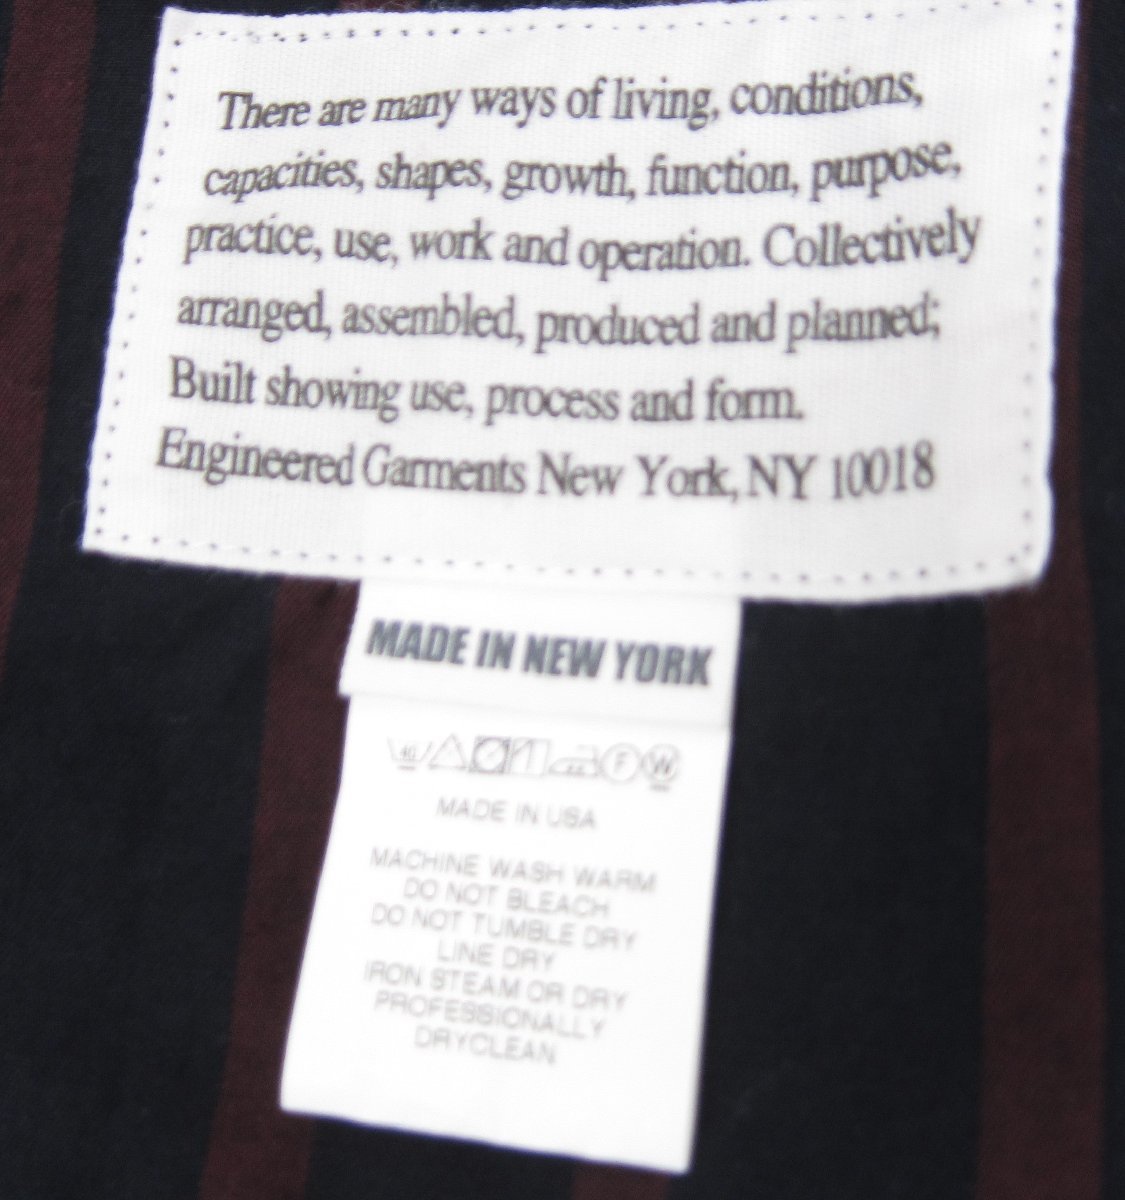 There are many ways of living, conditions,
capacities, shapes, growth, function, purpose,
practice, use, work and operation. Collectively
arranged, assembled, produced and planned;
Built showing use, process and form.
Engineered Garments New York, NY 10018
MADE IN NEW YORK
40 F W
MADE IN USA
MACHINE WASH WARM
DO NOT BLEACH
DO NOT TUMBLE DRY
LINE DRY
IRON STEAM OR DRY
PROFESSIONALLY
DRYCLEAN